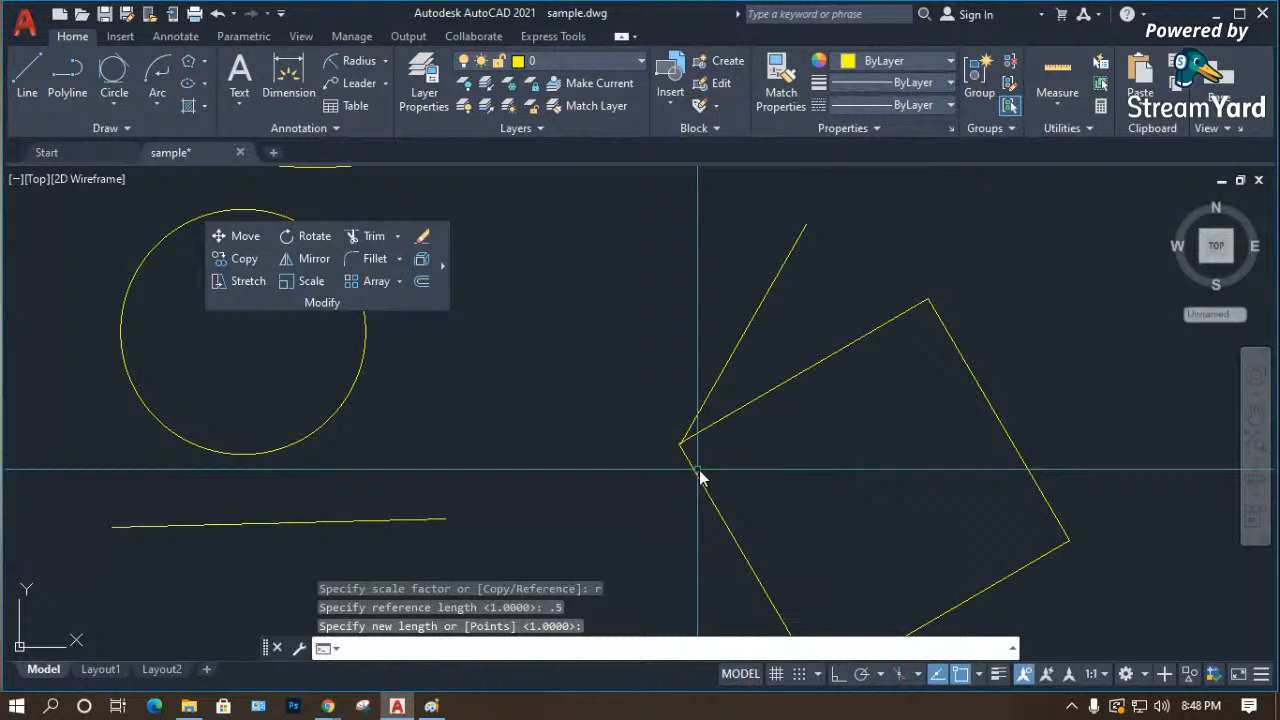 Autodesk AutoCAD 2021 sample.dwg
Type a keyword or phrase
Sign In
Powered by
StreamYard
Home Insert Annotate Parametric View Manage Output Collaborate Express Tools
Line Polyline Circle Arc
Draw
Text Dimension
Radius
Leader
Table
Annotation
Layer Properties
0
Make Current
Match Layer
Layers
Insert
Create
Edit
Block
Match Properties
ByLayer
ByLayer
ByLayer
Properties
Group
Groups
Measure
Utilities
Paste
Clipboard
Base
View
Start
sample*
[−][Top][2D Wireframe]
N
W TOP E
S
Unnamed
Move Rotate Trim
Copy Mirror Fillet
Stretch Scale Array
Modify
Y
X
Specify scale factor or [Copy/Reference]: r
Specify reference length <1.0000>: .5
Specify new length or [Points] <1.0000>:
Model Layout1 Layout2 +
MODEL
1:1
8:48 PM